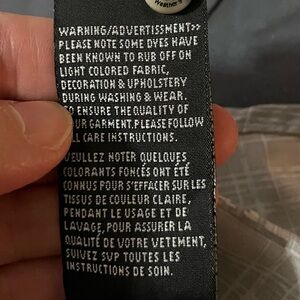 WARNING/ADVERTISSMENT>>
PLEASE NOTE SOME DYES HAVE
BEEN KNOWN TO RUB OFF ON
LIGHT COLORED FABRIC,
DECORATION & UPHOLSTERY
DURING WASHING & WEAR.
TO ENSURE THE QUALITY OF
UR GARMENT.PLEASE FOLLOW
LL CARE INSTRUCTIONS.
VEUILLEZ NOTER QUELQUES
COLORANTS FONCÉS ONT ÉTÉ
CONNUS POUR S'EFFACER SUR LES
TISSUS DE COULEUR CLAIRE,
PENDANT LE USAGE ET DE
LAVAGE, POUR ASSURER LA
QUALITÉ DE VOTRE VETEMENT,
SUIVEZ SVP TOUTES LES
INSTRUCTIONS DE SOIN.